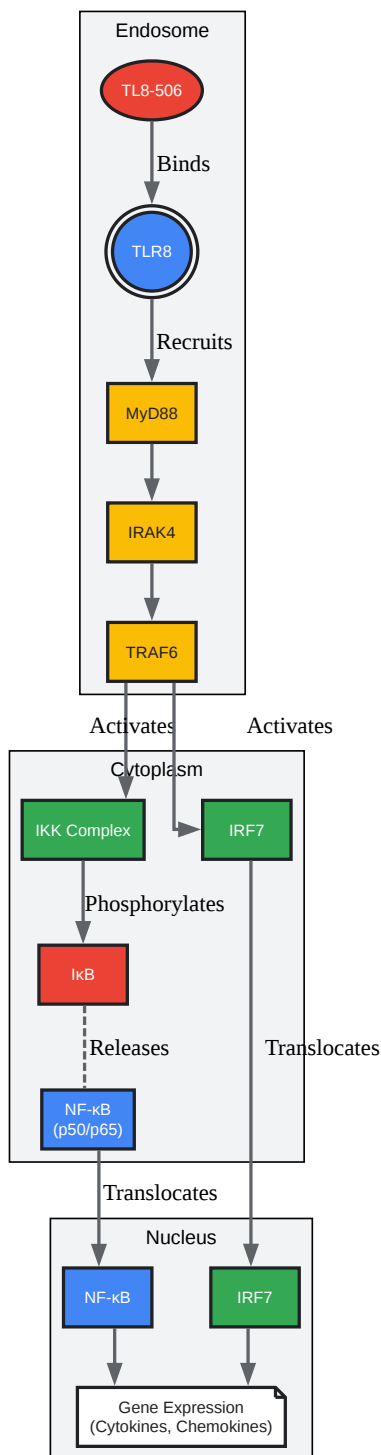 Endosome
TL8-506
Binds
TLR8
Recruits
MyD88
IRAK4
TRAF6
Activates
Activates
Cytoplasm
IKK Complex
IRF7
Phosphorylates
IκB
Releases
Translocates
NF-κB
(p50/p65)
Translocates
Nucleus
NF-κB
IRF7
Gene Expression
(Cytokines, Chemokines)